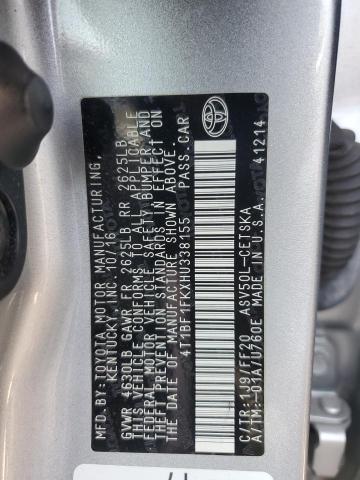 MFD.BY:TOYOTA MOTOR MANUFACTURING,
KENTUCKY, INC. 10/16
GVWR 4630LB GAWR FR 2625LB RR 2625LB
THIS VEHICLE CONFORMS TO ALL APPLICABLE
FEDERAL MOTOR VEHICLE SAFETY, BUMPER, AND
THEFT PREVENTION STANDARDS IN EFFECT ON
THE DATE OF MANUFACTURE SHOWN ABOVE.
4T1BF1FKXHU338155 PASS.CAR
C/TR:1J9/FF20 ASV50L-CETSKA
A/TM:-01A/U760E MADE IN U.S.A. 41214